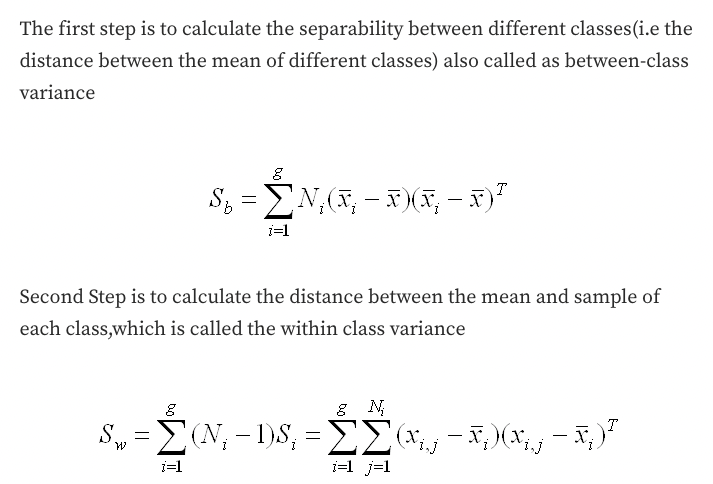 The first step is to calculate the separability between different classes(i.e the
distance between the mean of different classes) also called as between-class
variance
S_b = \sum_{i=1}^{g} N_i(\bar{x}_i - \bar{x})(\bar{x}_i - \bar{x})^T
Second Step is to calculate the distance between the mean and sample of
each class,which is called the within class variance
S_w = \sum_{i=1}^{g} (N_i - 1)S_i = \sum_{i=1}^{g} \sum_{j=1}^{N_i} (x_{i,j} - \bar{x}_i)(x_{i,j} - \bar{x}_i)^T